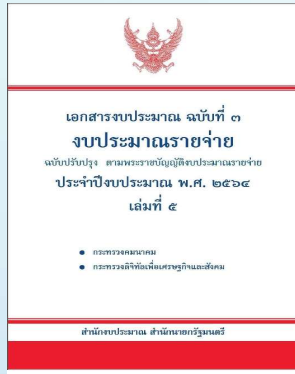 เอกสารงบประมาณ ฉบับที่ ๓
งบประมาณรายจ่าย
ฉบับปรับปรุง ตามพระราชบัญญัติงบประมาณรายจ่าย
ประจำปีงบประมาณ พ.ศ. ๒๕๖๔
เล่มที่ ๕
● กระทรวงคมนาคม
● กระทรวงดิจิทัลเพื่อเศรษฐกิจและสังคม
สำนักงบประมาณ สำนักนายกรัฐมนตรี